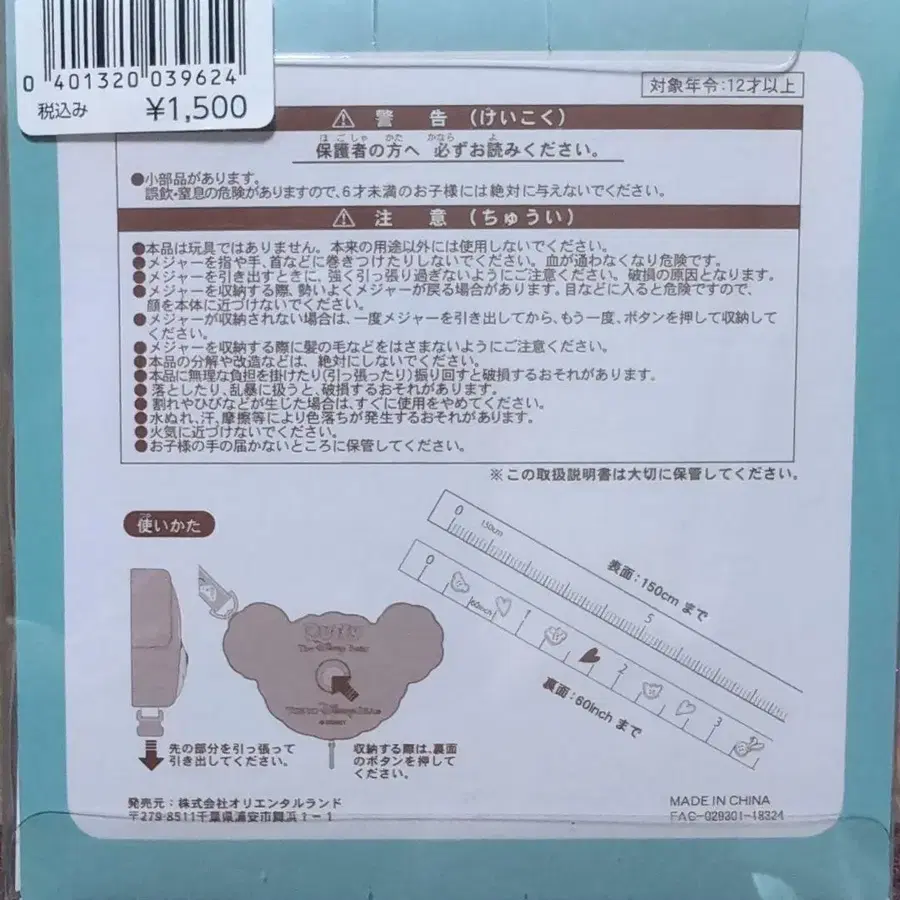 0 401320 039624
税込み ¥1,500
対象年令:12才以上
⚠ 警 告 (けいこく)
保護者の方へ 必ずお読みください。
●小部品があります。
誤飲・窒息の危険がありますので、6才未満のお子様には絶対に与えないでください。
⚠ 注 意 (ちゅうい)
●本品は玩具ではありません。本来の用途以外には使用しないでください。
●メジャーを指や手、首などに巻きつけたりしないでください。血が通わなくなり危険です。
●メジャーを引き出すときに、強く引っ張り過ぎないようにご注意ください。破損の原因となります。
●メジャーを収納する際、勢いよくメジャーが戻る場合があります。目などに入ると危険ですので、
顔を本体に近づけないでください。
●メジャーが収納されない場合は、一度メジャーを引き出してから、もう一度、ボタンを押して収納して
ください。
●メジャーを収納する際に髪の毛などをはさまないようにご注意ください。
●本品の分解や改造などは、絶対にしないでください。
●本品に無理な負担を掛けたり(引っ張ったり)振り回すと破損するおそれがあります。
●落としたり、乱暴に扱うと、破損するおそれがあります。
●割れやひびなどが生じた場合は、すぐに使用をやめてください。
●水ぬれ、汗、摩擦等により色落ちが発生するおそれがあります。
●火気に近づけないでください。
●お子様の手の届かないところに保管してください。
※この取扱説明書は大切に保管してください。
使いかた
0 150cm 5
表面:150cm まで
0 60inch 1 2 3
裏面:60inch まで
Duffy
The Disney Bear
TOKYO DisneySEA
© DISNEY
先の部分を引っ張って
引き出してください。
収納する際は、裏面
のボタンを押して
ください。
発売元:株式会社オリエンタルランド
〒279-8511千葉県浦安市舞浜1-1
MADE IN CHINA
FAC-029301-18324